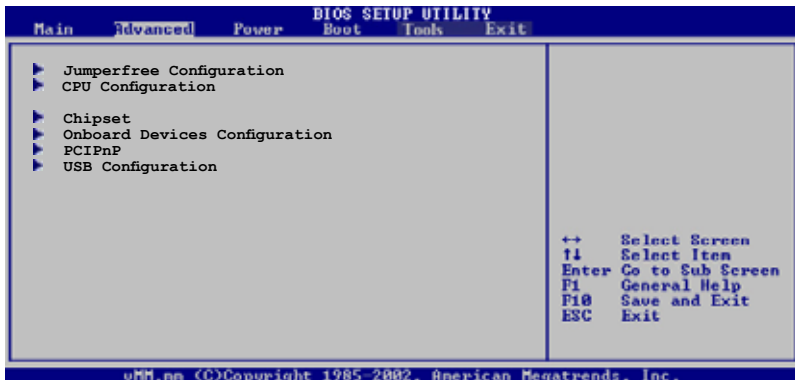 BIOS SETUP UTILITY
Main Advanced Power Boot Tools Exit
Jumperfree Configuration
CPU Configuration
Chipset
Onboard Devices Configuration
PCIPnP
USB Configuration
←→ Select Screen
↑↓ Select Item
Enter Go to Sub Screen
F1 General Help
F10 Save and Exit
ESC Exit
vMM.nn (C)Copyright 1985-2002, American Megatrends, Inc.